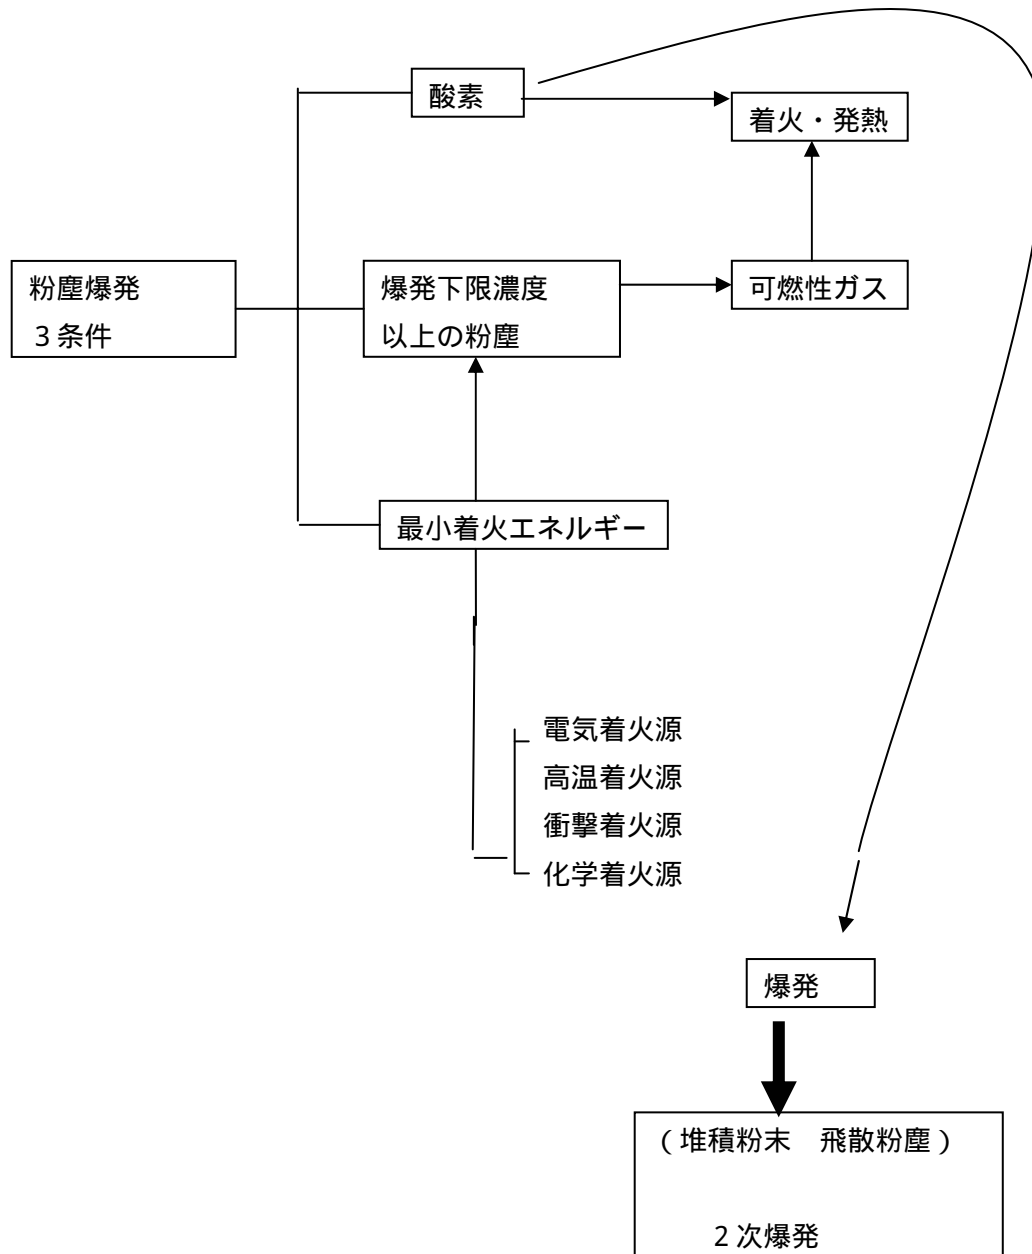 酸素
着火・発熱
粉塵爆発
3条件
爆発下限濃度
以上の粉塵
可燃性ガス
最小着火エネルギー
電気着火源
高温着火源
衝撃着火源
化学着火源
爆発
(堆積粉末　飛散粉塵)
2次爆発